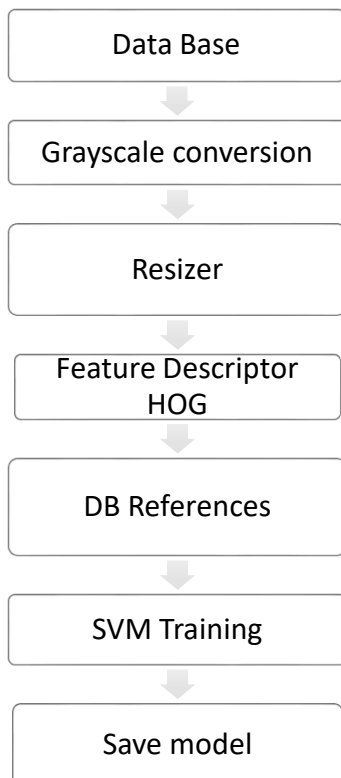 Data Base
Grayscale conversion
Resizer
Feature Descriptor
HOG
DB References
SVM Training
Save model